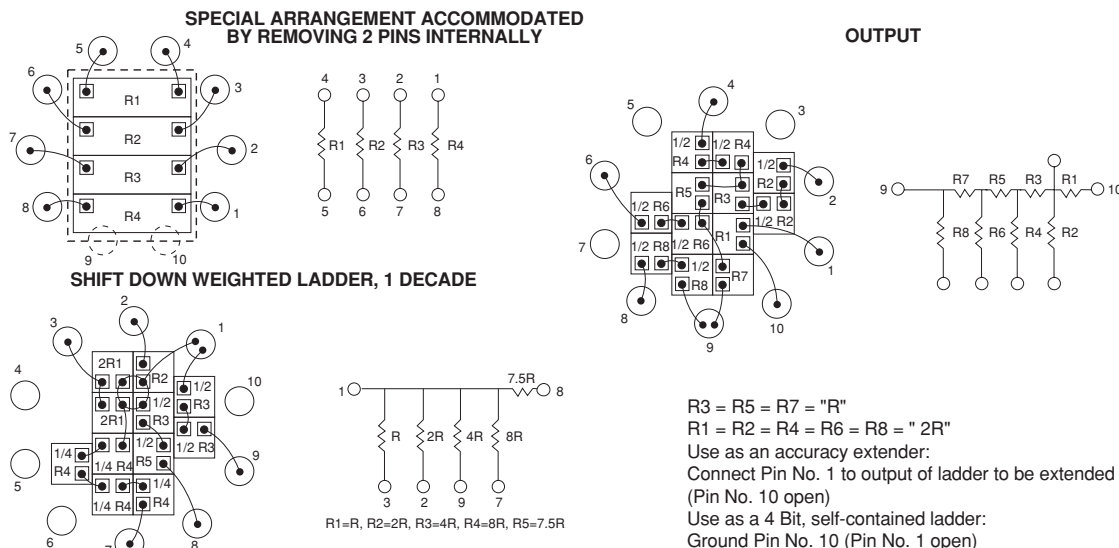 SPECIAL ARRANGEMENT ACCOMMODATED
BY REMOVING 2 PINS INTERNALLY
5
4
6
3
7
2
8
1
9
10
R1
R2
R3
R4
4 3 2 1
R1 R2 R3 R4
5 6 7 8
OUTPUT
4
5
3
6
2
7
1
8
9
10
1/2 1/2 R4
R4
1/2
R5
R2
R3
1/2 R6
1/2 R2
R1
1/2 R8
1/2 R6
1/2
R8
R7
9
R7 R5 R3 R1
10
R8 R6 R4 R2
SHIFT DOWN WEIGHTED LADDER, 1 DECADE
2
3
1
4
10
5
9
6
7
8
2R1
R2
1/2
R3
2R1
1/2
R3
1/2 R3
1/4
R4
1/4 R4
1/2
R5
1/4 R4
1/4
R4
1
7.5R
8
R 2R 4R 8R
3 2 9 7
R1=R, R2=2R, R3=4R, R4=8R, R5=7.5R
R3 = R5 = R7 = "R"
R1 = R2 = R4 = R6 = R8 = " 2R"
Use as an accuracy extender:
Connect Pin No. 1 to output of ladder to be extended
(Pin No. 10 open)
Use as a 4 Bit, self-contained ladder:
Ground Pin No. 10 (Pin No. 1 open)